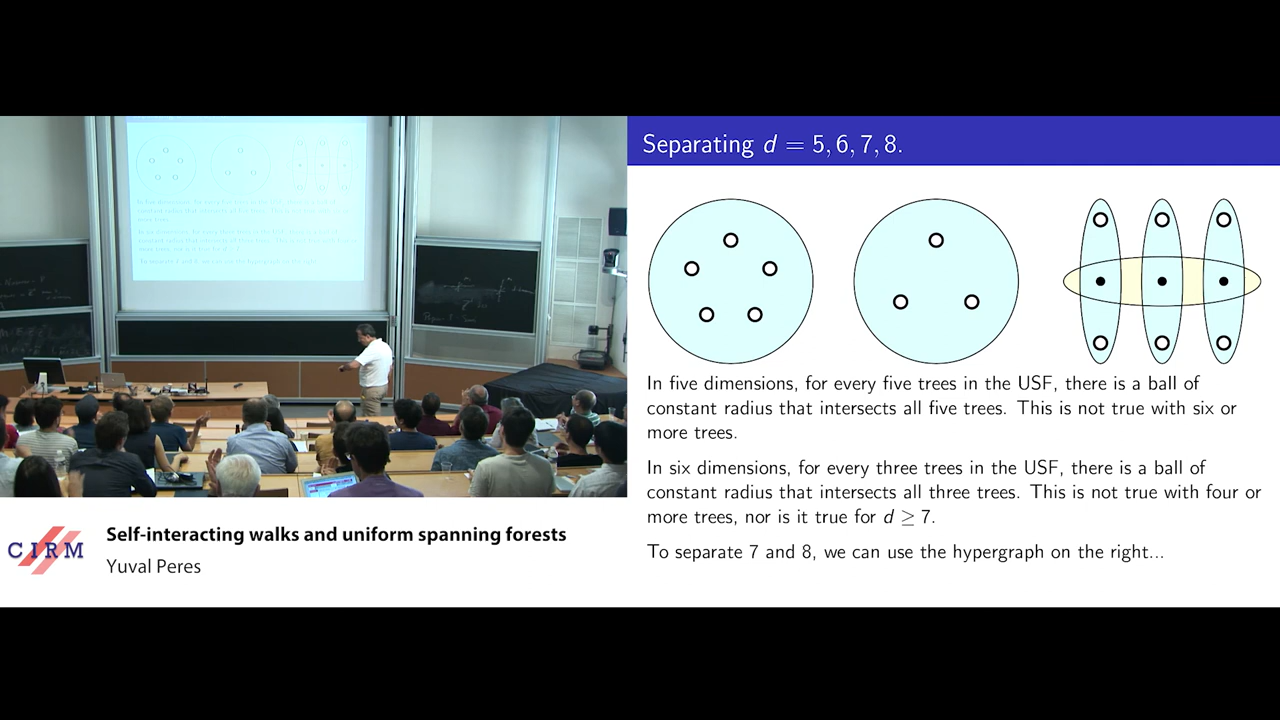 Separating d = 5, 6, 7, 8.
In five dimensions, for every five trees in the USF, there is a ball of
constant radius that intersects all five trees. This is not true with six or
more trees.
In six dimensions, for every three trees in the USF, there is a ball of
constant radius that intersects all three trees. This is not true with four or
more trees, nor is it true for d ≥ 7.
To separate 7 and 8, we can use the hypergraph on the right...
CIRM
Self-interacting walks and uniform spanning forests
Yuval Peres